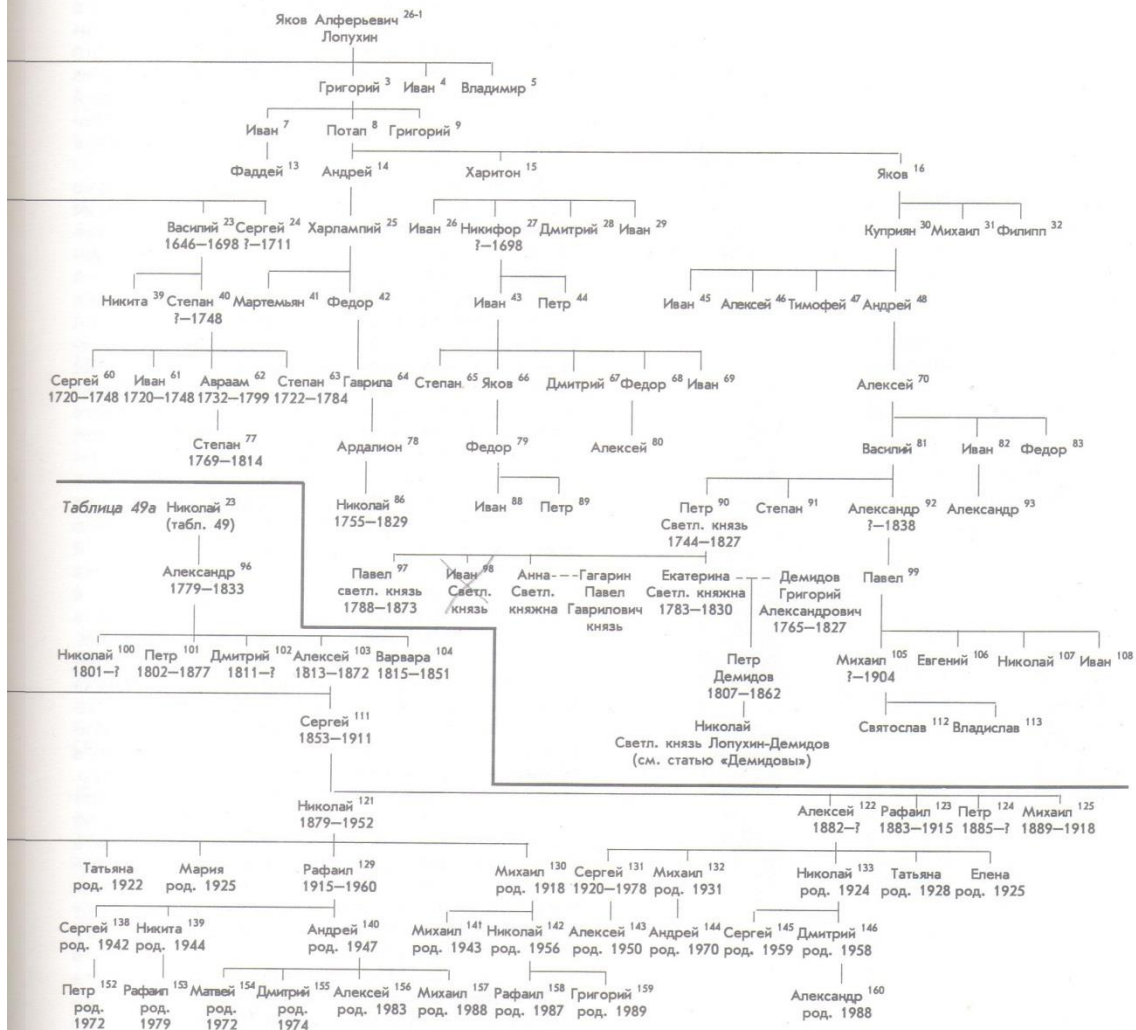 Яков Алферьевич 26-1
Лопухин
Григорий 3 Иван 4 Владимир 5
Иван 7 Потап 8 Григорий 9
Фаддей 13 Андрей 14 Харитон 15 Яков 16
Василий 23 Сергей 24 Харлампий 25 Иван 26 Никифор 27 Дмитрий 28 Иван 29 Куприян 30 Михаил 31 Филипп 32
1646—1698 ?—1711 ?—1698
Никита 39 Степан 40 Мартемьян 41 Федор 42 Иван 43 Петр 44 Иван 45 Алексей 46 Тимофей 47 Андрей 48
?—1748
Сергей 60 Иван 61 Авраам 62 Степан 63 Гаврила 64 Степан 65 Яков 66 Дмитрий 67 Федор 68 Иван 69 Алексей 70
1720—1748 1720—1748 1732—1799 1722—1784
Степан 77 Ардалион 78 Федор 79 Алексей 80 Василий 81 Иван 82 Федор 83
1769—1814
Таблица 49а Николай 23 Николай 86 Иван 88 Петр 89 Петр 90 Степан 91 Александр 92 Александр 93
(табл. 49) 1755—1829 Светл. князь ?—1838
1744—1827
Александр 96 Павел 97 Иван 98 Анна---Гагарин Екатерина --- Демидов Павел 99
1779—1833 светл. князь Светл. Светл. Павел Светл. княжна Григорий
1788—1873 князь княжна Гаврилович 1783—1830 Александрович
князь 1765—1827
Николай 100 Петр 101 Дмитрий 102 Алексей 103 Варвара 104 Петр Михаил 105 Евгений 106 Николай 107 Иван 108
1801—? 1802—1877 1811—? 1813—1872 1815—1851 Демидов ?—1904
1807—1862
Сергей 111 Николай Святослав 112 Владислав 113
1853—1911 Светл. князь Лопухин-Демидов
(см. статью «Демидовы»)
Николай 121 Алексей 122 Рафаил 123 Петр 124 Михаил 125
1879—1952 1882—? 1883—1915 1885—? 1889—1918
Татьяна Мария Рафаил 129 Михаил 130 Сергей 131 Михаил 132 Николай 133 Татьяна Елена
род. 1922 род. 1925 1915—1960 род. 1918 1920—1978 род. 1931 род. 1924 род. 1928 род. 1925
Сергей 138 Никита 139 Андрей 140 Михаил 141 Николай 142 Алексей 143 Андрей 144 Сергей 145 Дмитрий 146
род. 1942 род. 1944 род. 1947 род. 1943 род. 1956 род. 1950 род. 1970 род. 1959 род. 1958
Петр 152 Рафаил 153 Матвей 154 Дмитрий 155 Алексей 156 Михаил 157 Рафаил 158 Григорий 159 Александр 160
род. род. род. род. род. 1983 род. 1988 род. 1987 род. 1989 род. 1988
1972 1979 1972 1974